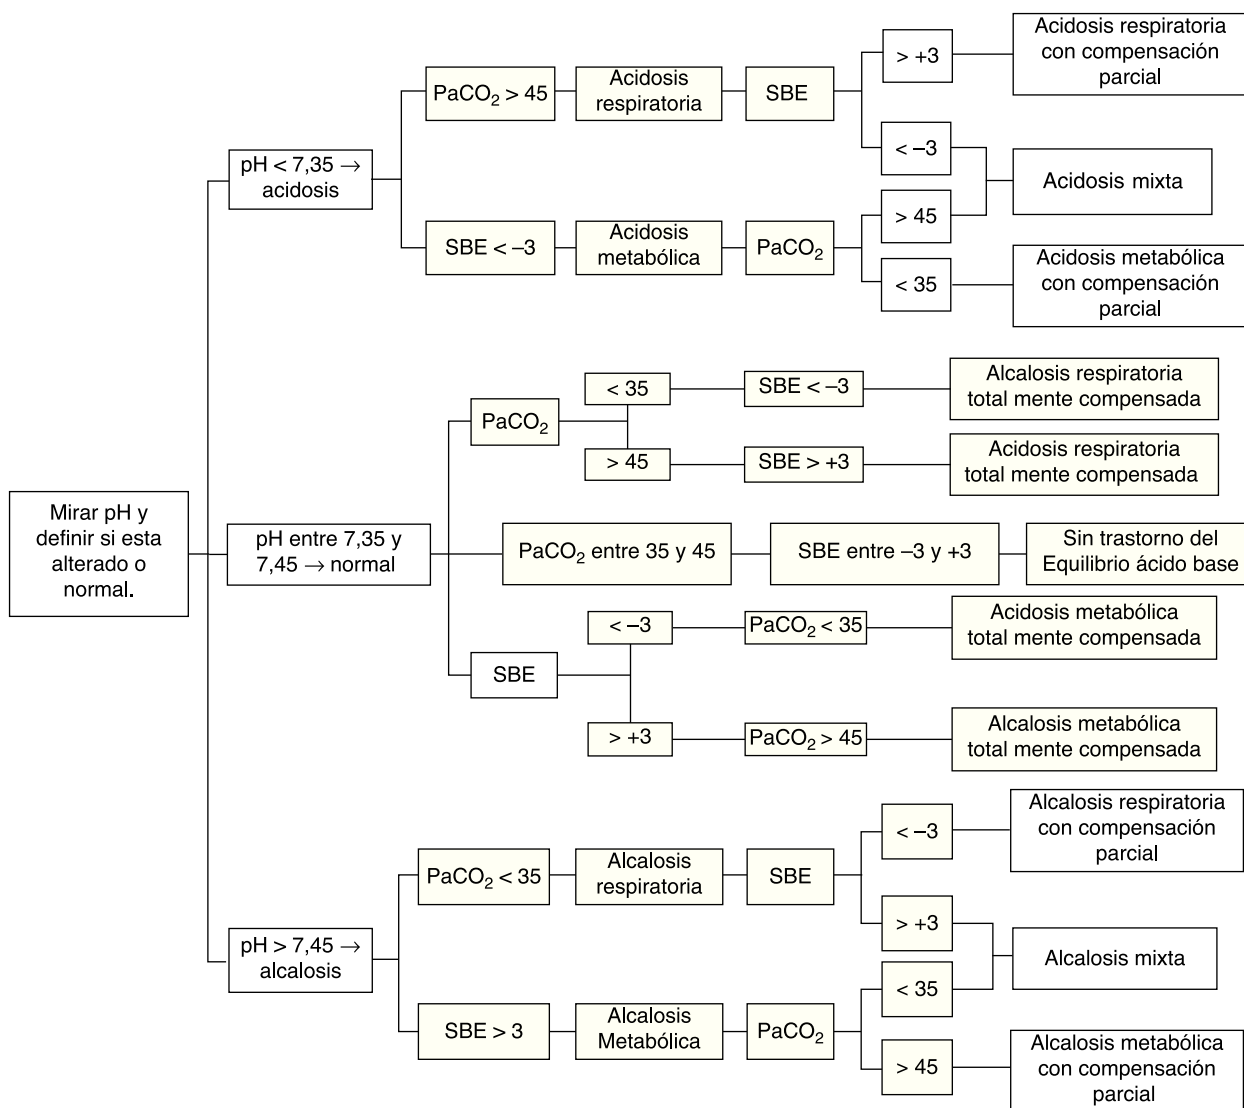 Mirar pH y
definir si esta
alterado o
normal.
pH < 7,35 →
acidosis
PaCO₂ > 45
Acidosis
respiratoria
SBE
> +3
Acidosis respiratoria
con compensación
parcial
< –3
Acidosis mixta
SBE < –3
Acidosis
metabólica
PaCO₂
> 45
< 35
Acidosis metabólica
con compensación
parcial
pH entre 7,35 y
7,45 → normal
PaCO₂
< 35
SBE < –3
Alcalosis respiratoria
total mente compensada
> 45
SBE > +3
Acidosis respiratoria
total mente compensada
PaCO₂ entre 35 y 45
SBE entre –3 y +3
Sin trastorno del
Equilibrio ácido base
SBE
< –3
PaCO₂ < 35
Acidosis metabólica
total mente compensada
> +3
PaCO₂ > 45
Alcalosis metabólica
total mente compensada
pH > 7,45 →
alcalosis
PaCO₂ < 35
Alcalosis
respiratoria
SBE
< –3
Alcalosis respiratoria
con compensación
parcial
> +3
Alcalosis mixta
SBE > 3
Alcalosis
Metabólica
PaCO₂
< 35
> 45
Alcalosis metabólica
con compensación
parcial